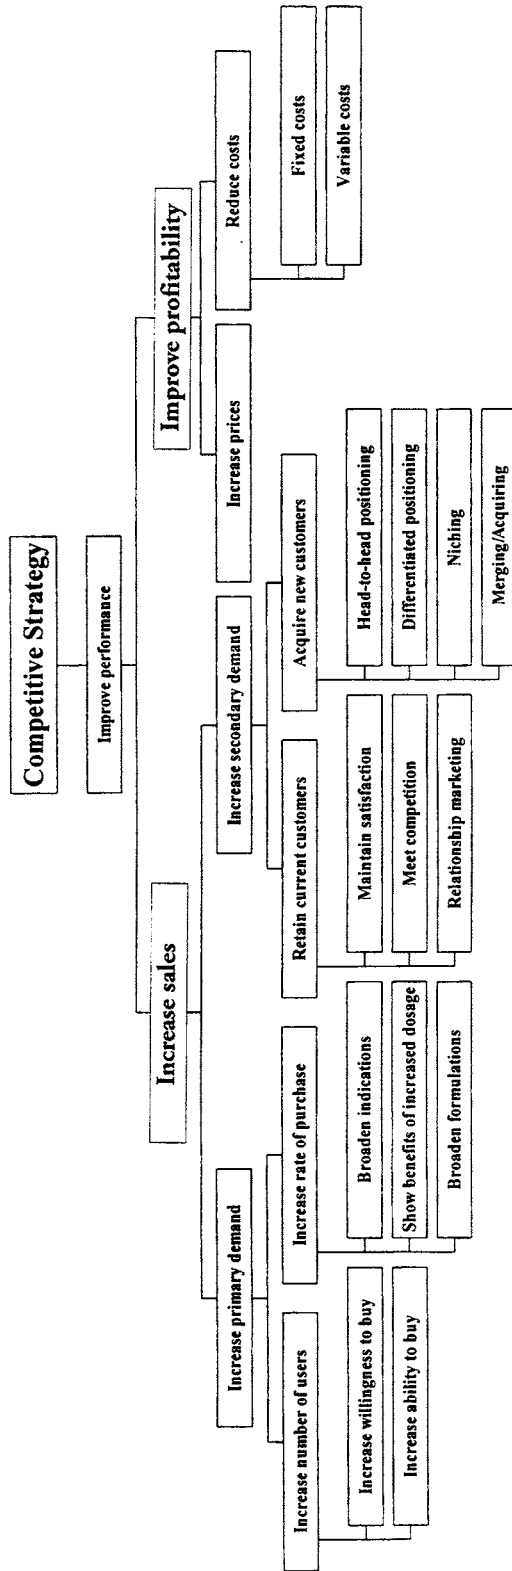 Competitive Strategy
Improve performance
Increase sales
Improve profitability
Increase primary demand
Increase secondary demand
Increase prices
Reduce costs
Increase number of users
Increase rate of purchase
Retain current customers
Acquire new customers
Fixed costs
Variable costs
Increase willingness to buy
Increase ability to buy
Broaden indications
Show benefits of increased dosage
Broaden formulations
Maintain satisfaction
Meet competition
Relationship marketing
Head-to-head positioning
Differentiated positioning
Niching
Merging/Acquiring